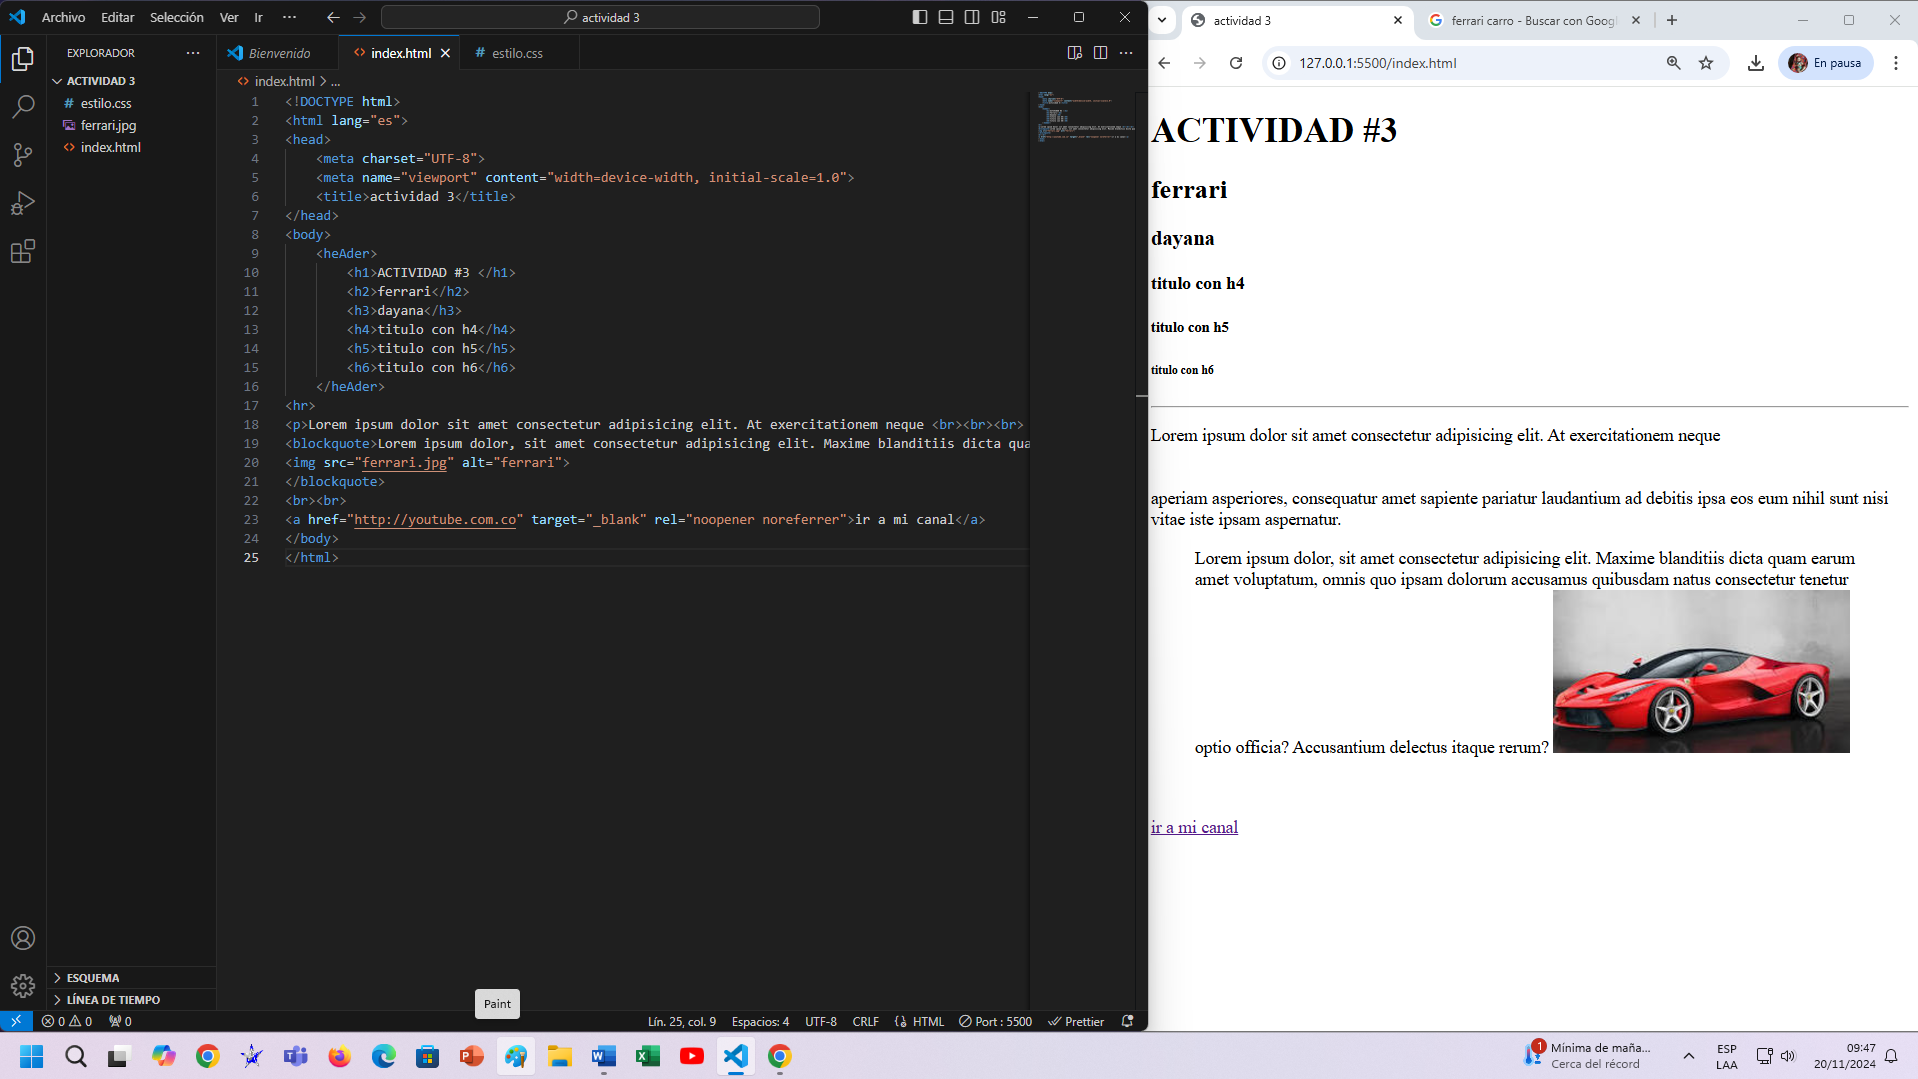 Archivo Editar Selección Ver Ir ··· actividad 3
EXPLORADOR
ACTIVIDAD 3
estilo.css
ferrari.jpg
index.html
ESQUEMA
LÍNEA DE TIEMPO
Bienvenido index.html estilo.css
index.html > ...
1 <!DOCTYPE html>
2 <html lang="es">
3 <head>
4 <meta charset="UTF-8">
5 <meta name="viewport" content="width=device-width, initial-scale=1.0">
6 <title>actividad 3</title>
7 </head>
8 <body>
9 <heAder>
10 <h1>ACTIVIDAD #3 </h1>
11 <h2>ferrari</h2>
12 <h3>dayana</h3>
13 <h4>titulo con h4</h4>
14 <h5>titulo con h5</h5>
15 <h6>titulo con h6</h6>
16 </heAder>
17 <hr>
18 <p>Lorem ipsum dolor sit amet consectetur adipisicing elit. At exercitationem neque <br><br><br>
19 <blockquote>Lorem ipsum dolor, sit amet consectetur adipisicing elit. Maxime blanditiis dicta qua
20 <img src="ferrari.jpg" alt="ferrari">
21 </blockquote>
22 <br><br>
23 <a href="http://youtube.com.co" target="_blank" rel="noopener noreferrer">ir a mi canal</a>
24 </body>
25 </html>
Paint
0 0 0 Lín. 25, col. 9 Espacios: 4 UTF-8 CRLF HTML Port : 5500 Prettier
actividad 3 ferrari carro - Buscar con Googl
127.0.0.1:5500/index.html En pausa
ACTIVIDAD #3
ferrari
dayana
titulo con h4
titulo con h5
titulo con h6
Lorem ipsum dolor sit amet consectetur adipisicing elit. At exercitationem neque
aperiam asperiores, consequatur amet sapiente pariatur laudantium ad debitis ipsa eos eum nihil sunt nisi
vitae iste ipsam aspernatur.
Lorem ipsum dolor, sit amet consectetur adipisicing elit. Maxime blanditiis dicta quam earum
amet voluptatum, omnis quo ipsam dolorum accusamus quibusdam natus consectetur tenetur
optio officia? Accusantium delectus itaque rerum?
ir a mi canal
1 Mínima de maña...
Cerca del récord
ESP
LAA
09:47
20/11/2024